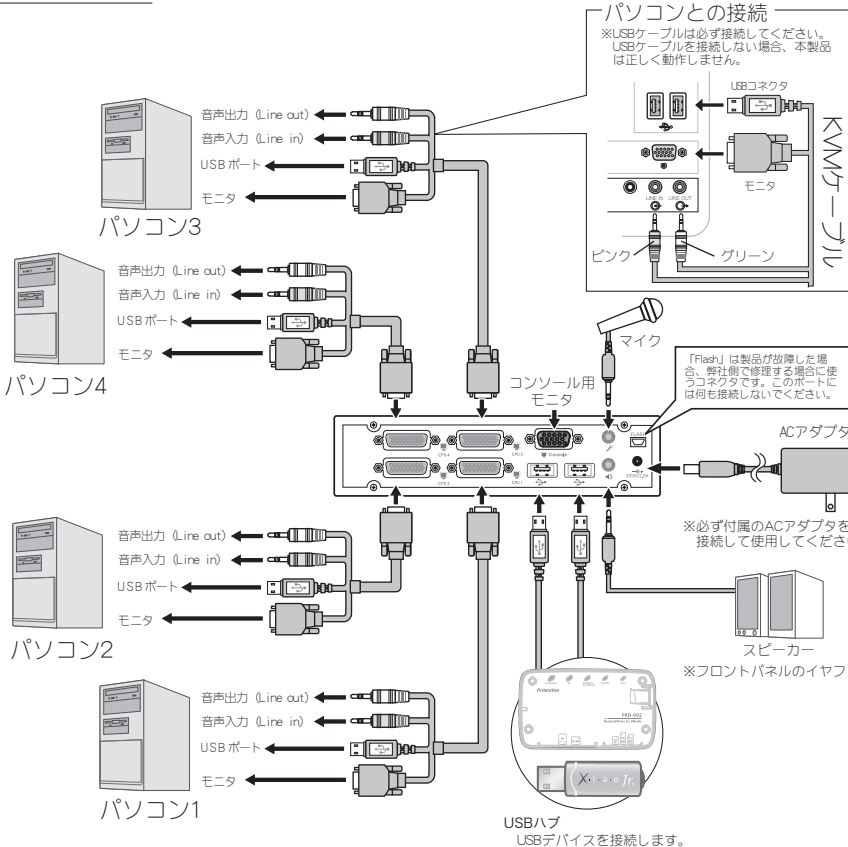 パソコンとの接続
※USBケーブルは必ず接続してください。
USBケーブルを接続しない場合、本製品
は正しく動作しません。
USBコネクタ
モニタ
KVMケーブル
LINE IN
LINE OUT
ピンク
グリーン
音声出力（Line out）
音声入力（Line in）
USBポート
モニタ
パソコン3
音声出力（Line out）
音声入力（Line in）
USBポート
モニタ
パソコン4
マイク
コンソール用
モニタ
「Flash」は製品が故障した場
合、弊社側で修理する場合に使
うコネクタです。このポートに
は何も接続しないでください。
ACアダプタ
FLASH
CPU 4
CPU 3
Console
CPU 2
CPU 1
※必ず付属のACアダプタを
接続して使用してくださ
音声出力（Line out）
音声入力（Line in）
USBポート
モニタ
パソコン2
スピーカー
※フロントパネルのイヤフ
音声出力（Line out）
音声入力（Line in）
USBポート
モニタ
パソコン1
Princeton
PRD-902
Jr.
USBハブ
USBデバイスを接続します。